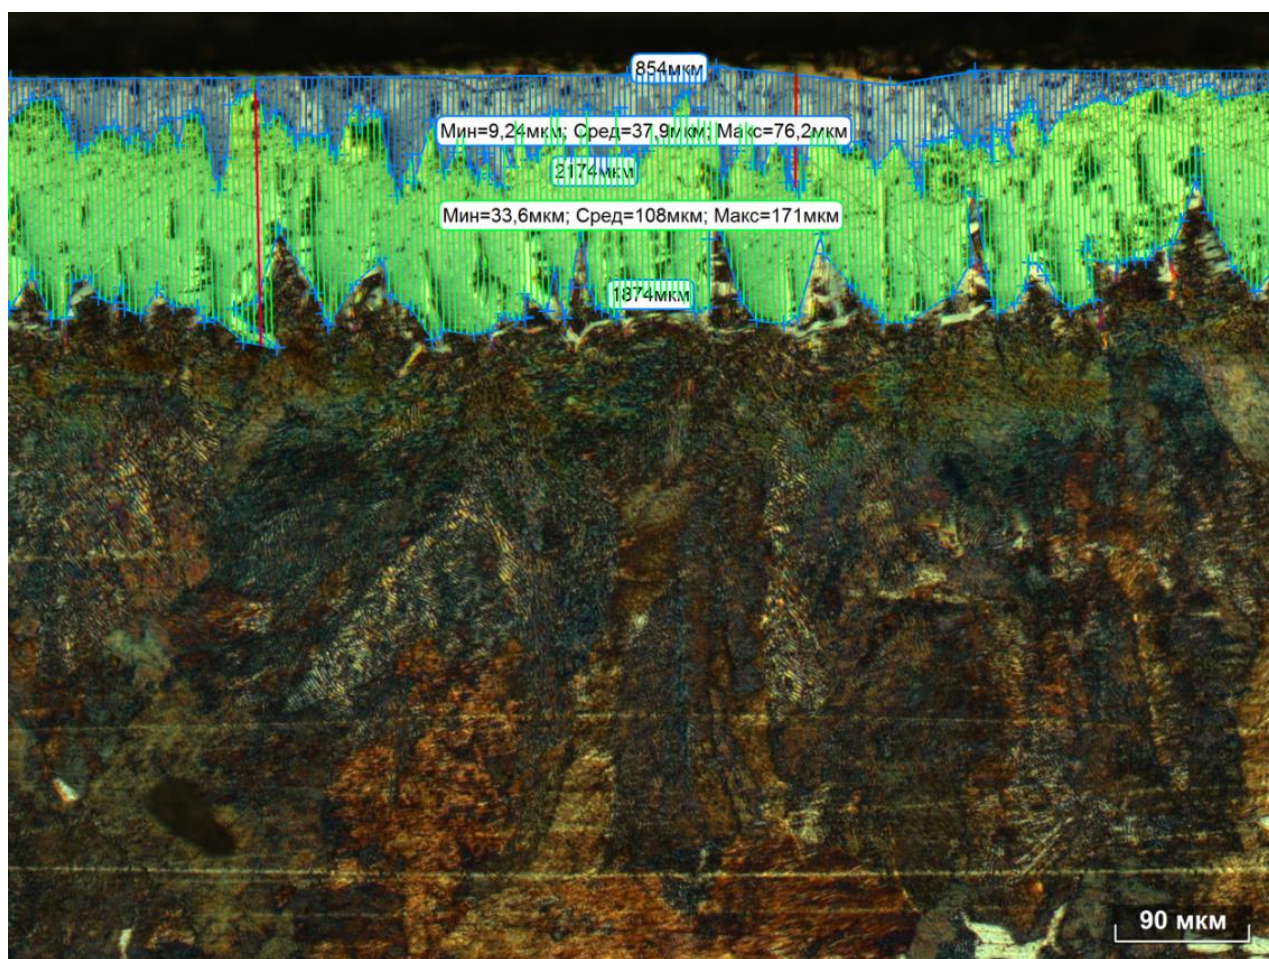 854мкм
Мин=9,24мкм; Сред=37,9мкм; Макс=76,2мкм
2174мкм
Мин=33,6мкм; Сред=108мкм; Макс=171мкм
1874мкм
90 мкм